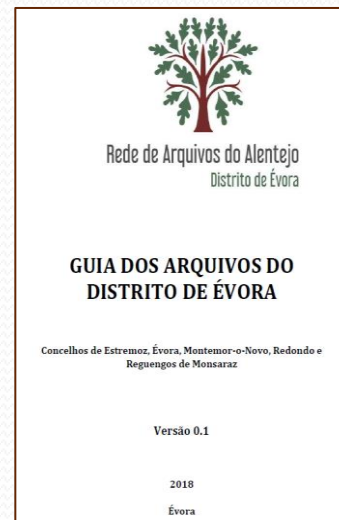 Rede de Arquivos do Alentejo
Distrito de Évora
GUIA DOS ARQUIVOS DO
DISTRITO DE ÉVORA
Concelhos de Estremoz, Évora, Montemor-o-Novo, Redondo e
Reguengos de Monsaraz
Versão 0.1
2018
Évora